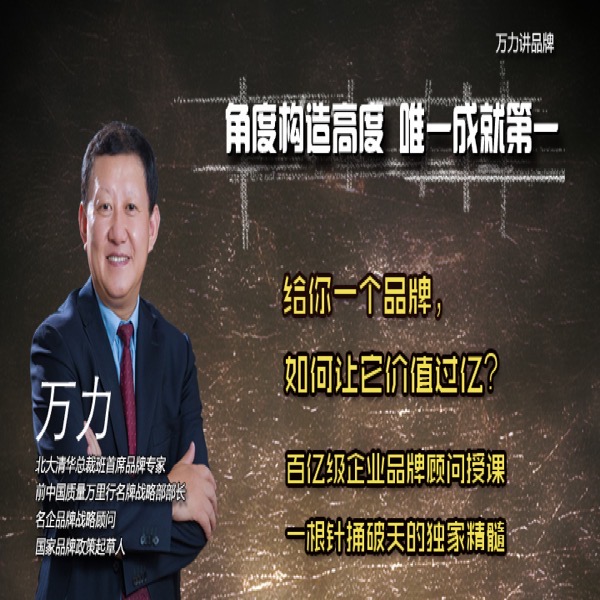 万力讲品牌
角度构造高度 唯一成就第一
给你一个品牌，
如何让它价值过亿？
百亿级企业品牌顾问授课
一根针捅破天的独家精髓
万力
北大清华总裁班首席品牌专家
前中国质量万里行名牌战略部部长
名企品牌战略顾问
国家品牌政策起草人